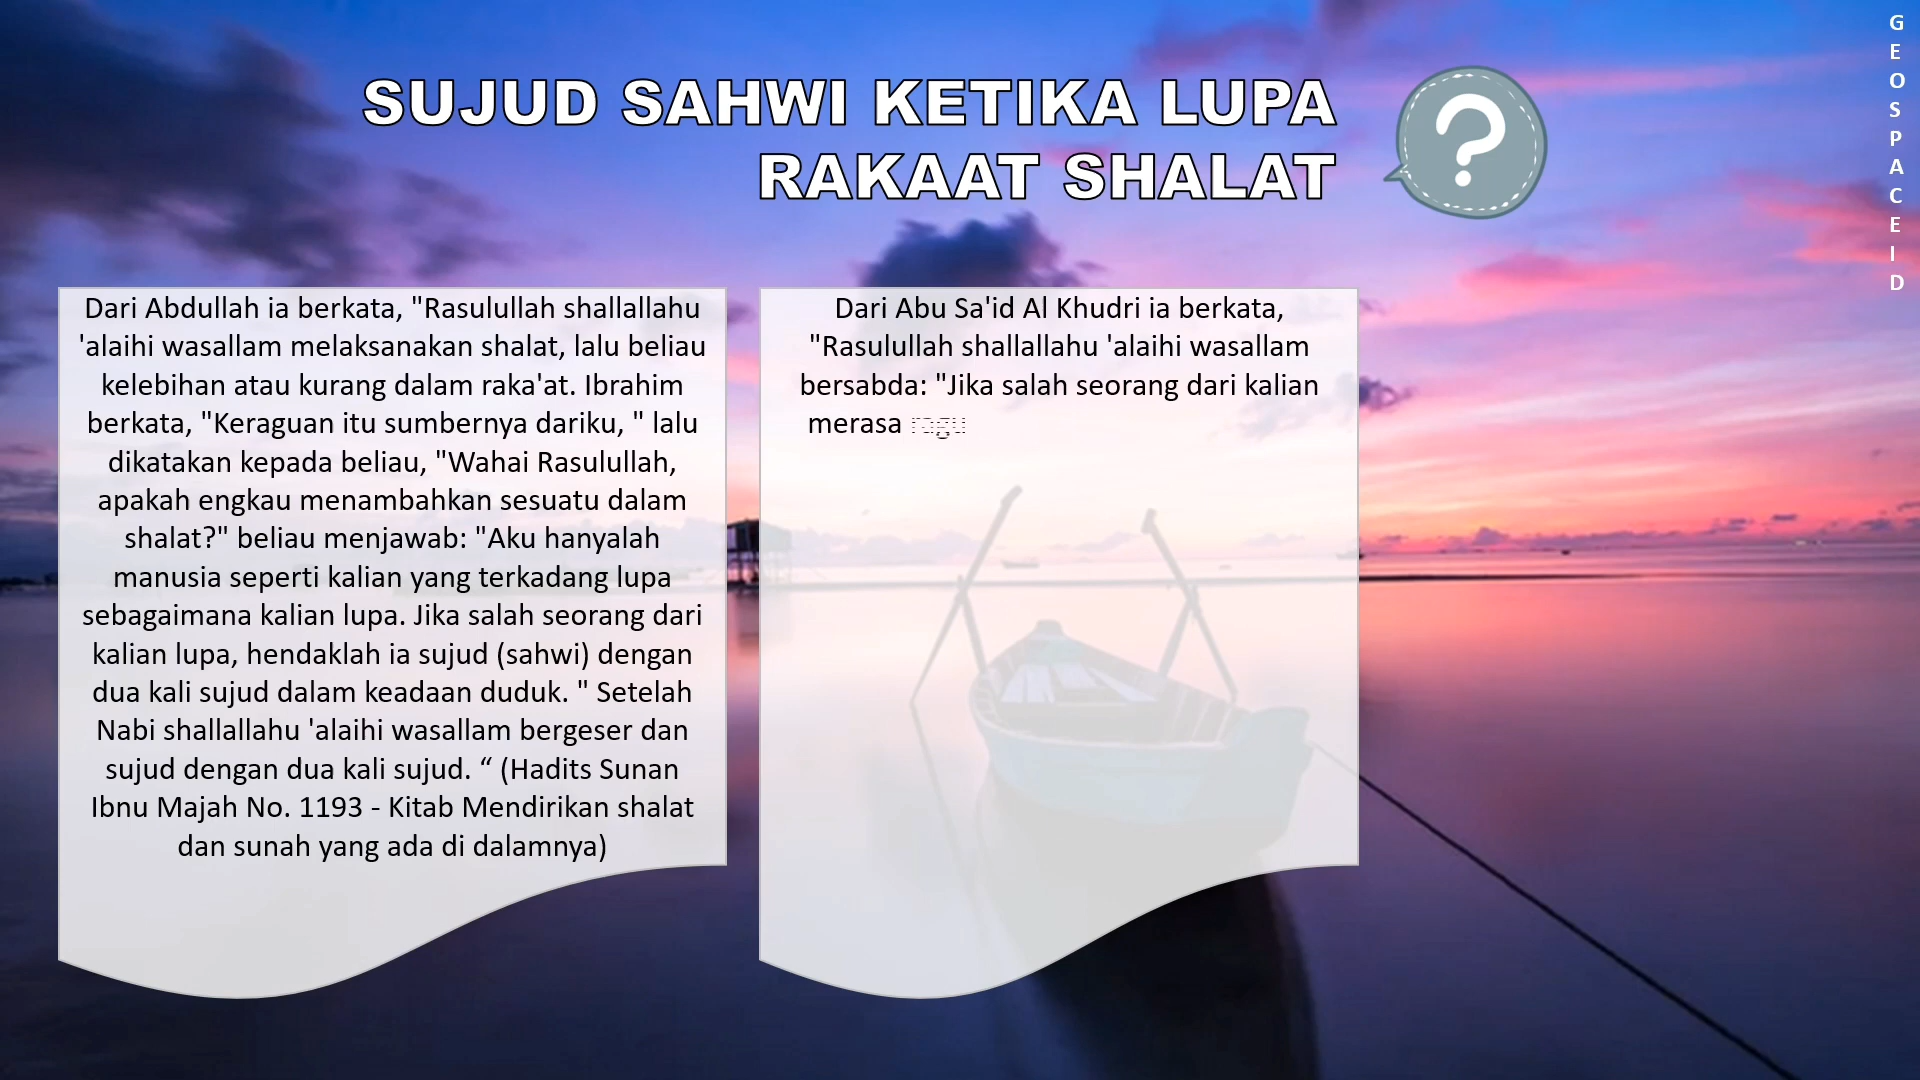 SUJUD SAHWI KETIKA LUPA
RAKAAT SHALAT
?
GEOSPACEID
Dari Abdullah ia berkata, "Rasulullah shallallahu
'alaihi wasallam melaksanakan shalat, lalu beliau
kelebihan atau kurang dalam raka'at. Ibrahim
berkata, "Keraguan itu sumbernya dariku, " lalu
dikatakan kepada beliau, "Wahai Rasulullah,
apakah engkau menambahkan sesuatu dalam
shalat?" beliau menjawab: "Aku hanyalah
manusia seperti kalian yang terkadang lupa
sebagaimana kalian lupa. Jika salah seorang dari
kalian lupa, hendaklah ia sujud (sahwi) dengan
dua kali sujud dalam keadaan duduk. " Setelah
Nabi shallallahu 'alaihi wasallam bergeser dan
sujud dengan dua kali sujud. “ (Hadits Sunan
Ibnu Majah No. 1193 - Kitab Mendirikan shalat
dan sunah yang ada di dalamnya)
Dari Abu Sa'id Al Khudri ia berkata,
"Rasulullah shallallahu 'alaihi wasallam
bersabda: "Jika salah seorang dari kalian
merasa ragu